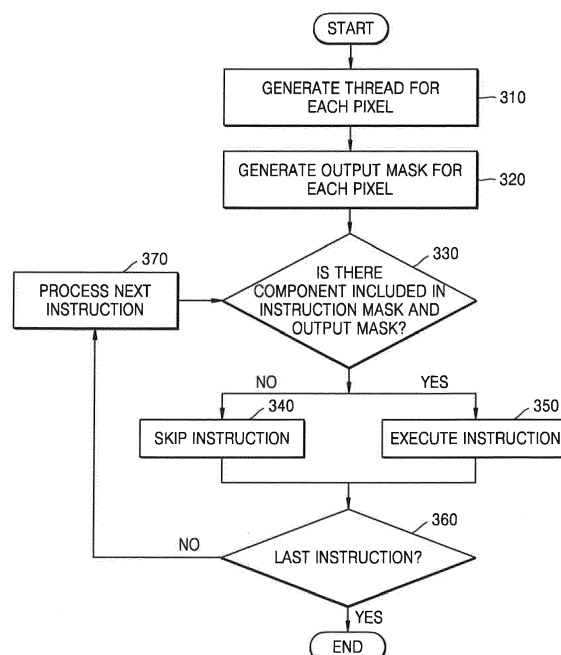 START
GENERATE THREAD FOR
EACH PIXEL
310
GENERATE OUTPUT MASK FOR
EACH PIXEL
320
330
IS THERE
COMPONENT INCLUDED IN
INSTRUCTION MASK AND
OUTPUT MASK?
370
PROCESS NEXT
INSTRUCTION
NO
YES
340
SKIP INSTRUCTION
350
EXECUTE INSTRUCTION
360
LAST INSTRUCTION?
NO
YES
END